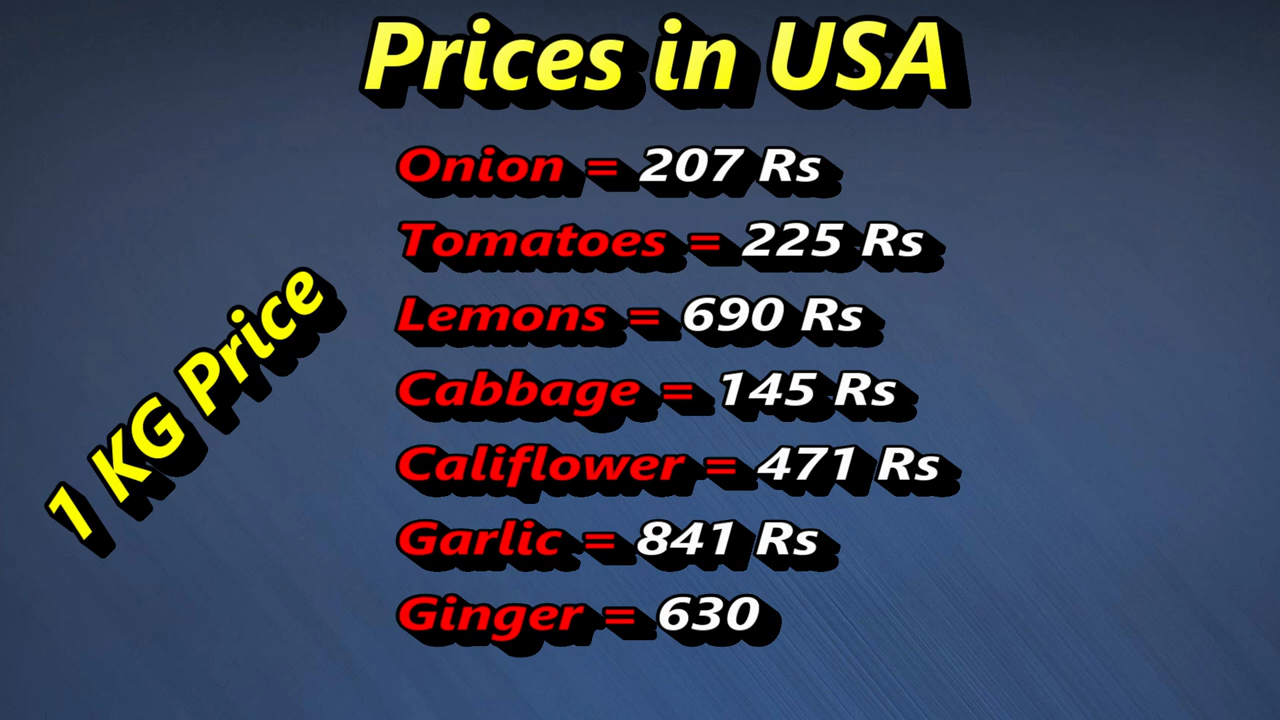 Prices in USA
Onion = 207 Rs
Tomatoes = 225 Rs
Lemons = 690 Rs
Cabbage = 145 Rs
Califlower = 471 Rs
Garlic = 841 Rs
Ginger = 630
1 KG Price